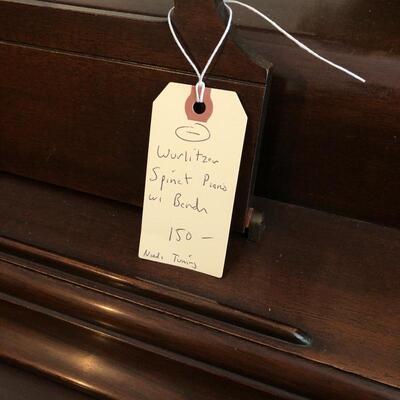 Wurlitzer
Spinet Piano
w/ Bench
150 -
Needs Tuning